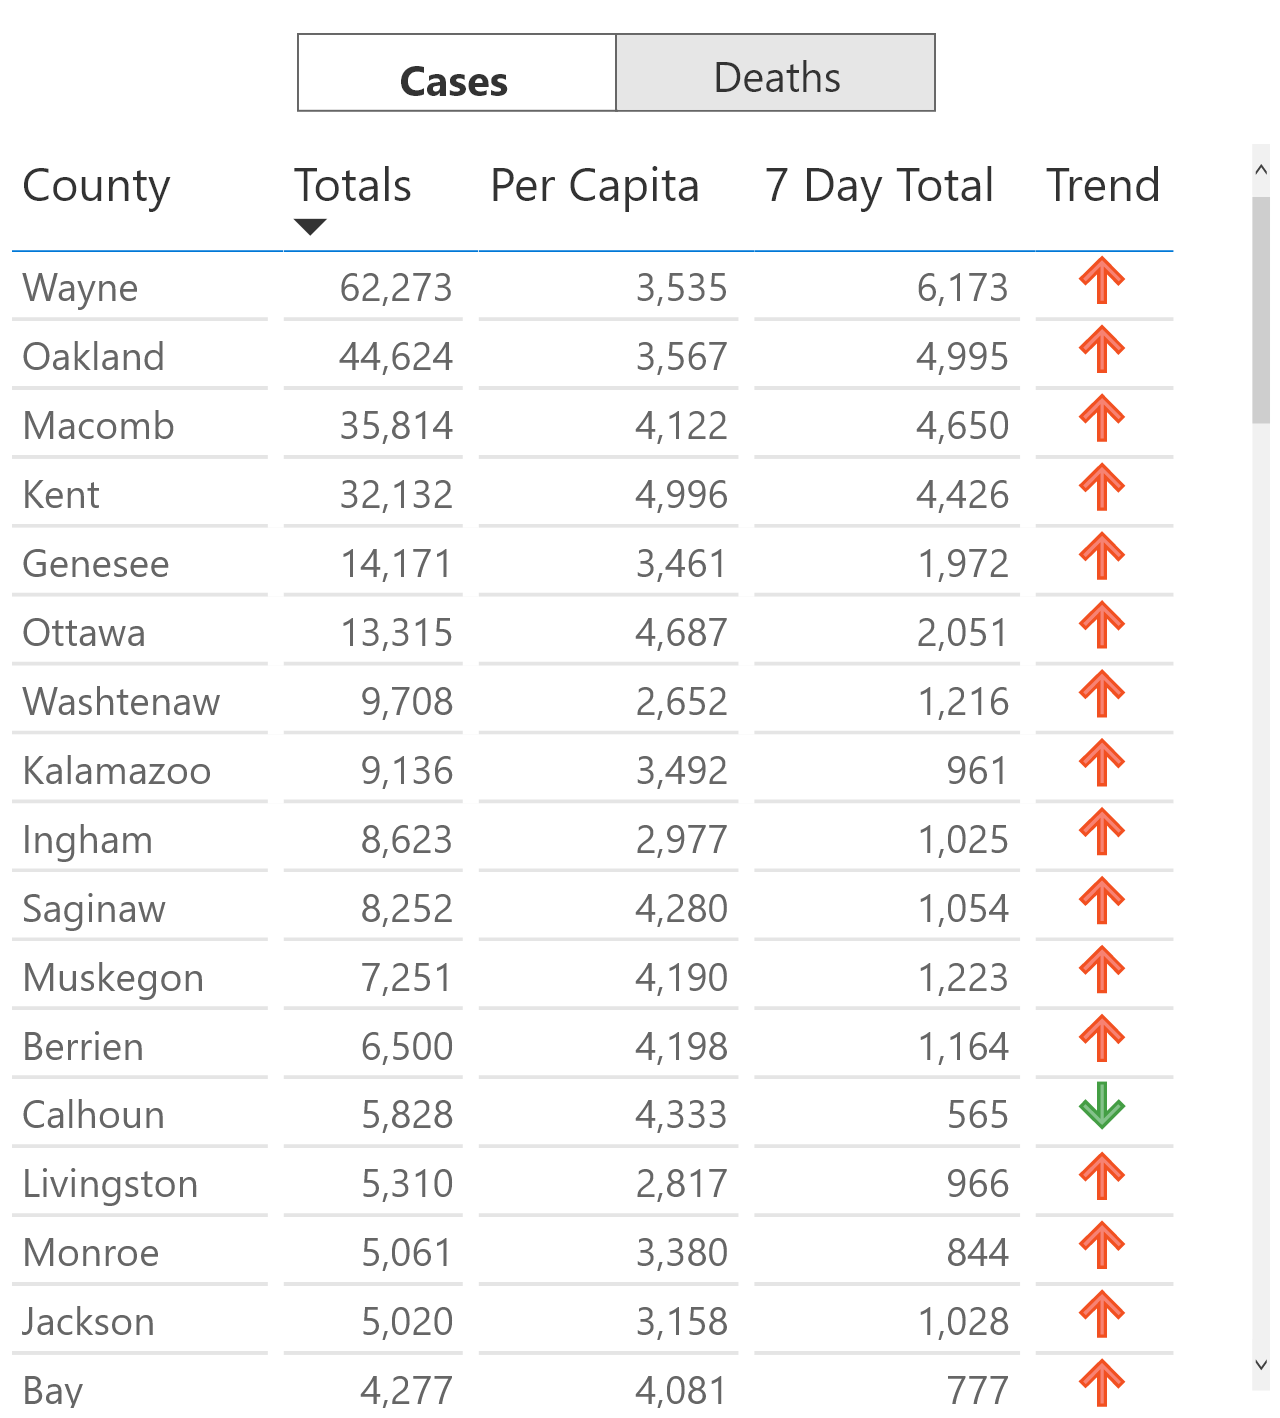 Cases Deaths
County Totals Per Capita 7 Day Total Trend
Wayne 62,273 3,535 6,173
Oakland 44,624 3,567 4,995
Macomb 35,814 4,122 4,650
Kent 32,132 4,996 4,426
Genesee 14,171 3,461 1,972
Ottawa 13,315 4,687 2,051
Washtenaw 9,708 2,652 1,216
Kalamazoo 9,136 3,492 961
Ingham 8,623 2,977 1,025
Saginaw 8,252 4,280 1,054
Muskegon 7,251 4,190 1,223
Berrien 6,500 4,198 1,164
Calhoun 5,828 4,333 565
Livingston 5,310 2,817 966
Monroe 5,061 3,380 844
Jackson 5,020 3,158 1,028
Bay 4,277 4,081 777